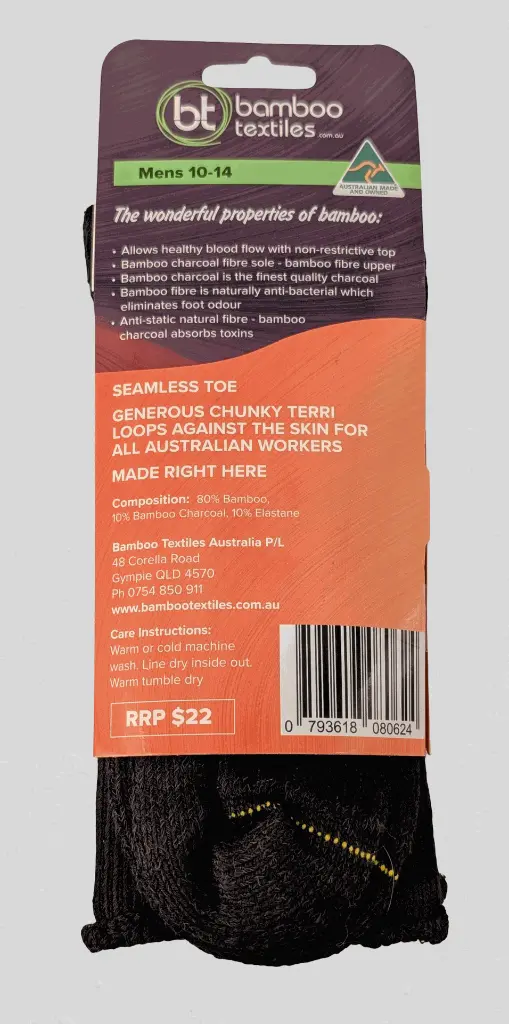 bt bamboo
textiles.com.au
Mens 10-14
AUSTRALIAN MADE
AND OWNED
The wonderful properties of bamboo:
• Allows healthy blood flow with non-restrictive top
• Bamboo charcoal fibre sole - bamboo fibre upper
• Bamboo charcoal is the finest quality charcoal
• Bamboo fibre is naturally anti-bacterial which
eliminates foot odour
• Anti-static natural fibre - bamboo
charcoal absorbs toxins
SEAMLESS TOE
GENEROUS CHUNKY TERRI
LOOPS AGAINST THE SKIN FOR
ALL AUSTRALIAN WORKERS
MADE RIGHT HERE
Composition: 80% Bamboo,
10% Bamboo Charcoal, 10% Elastane
Bamboo Textiles Australia P/L
48 Corella Road
Gympie QLD 4570
Ph 0754 850 911
www.bambootextiles.com.au
Care Instructions:
Warm or cold machine
wash. Line dry inside out.
Warm tumble dry
RRP $22
0 793618 080624